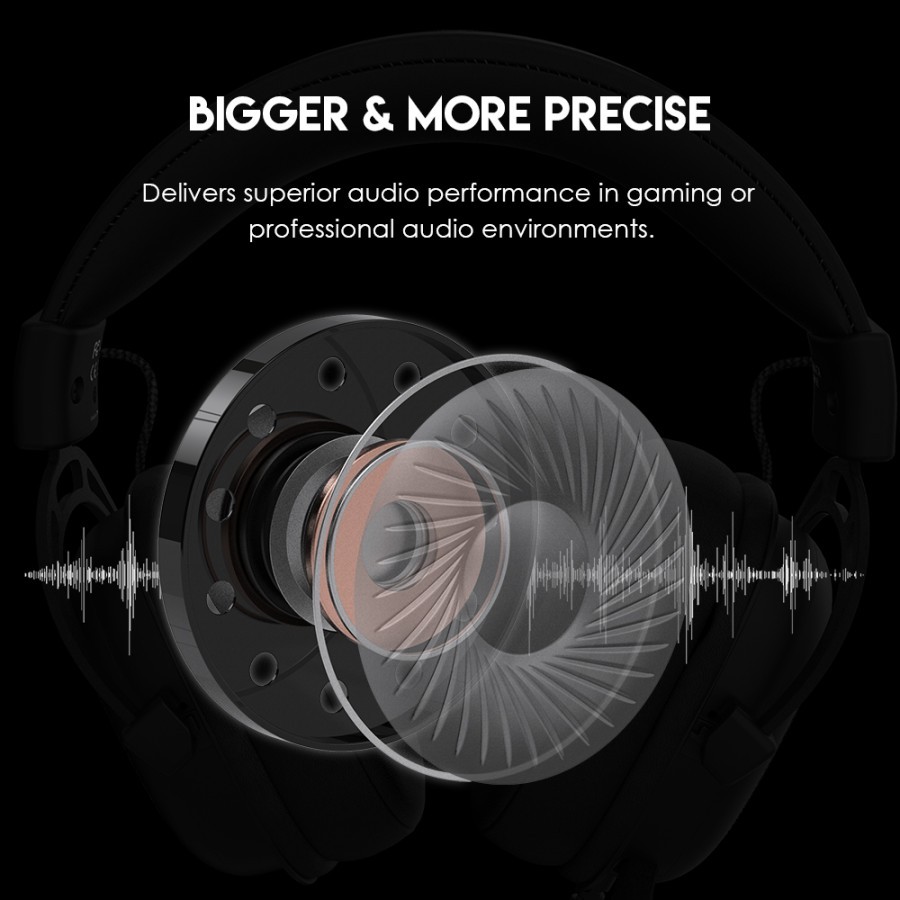 BIGGER & MORE PRECISE
Delivers superior audio performance in gaming or
professional audio environments.